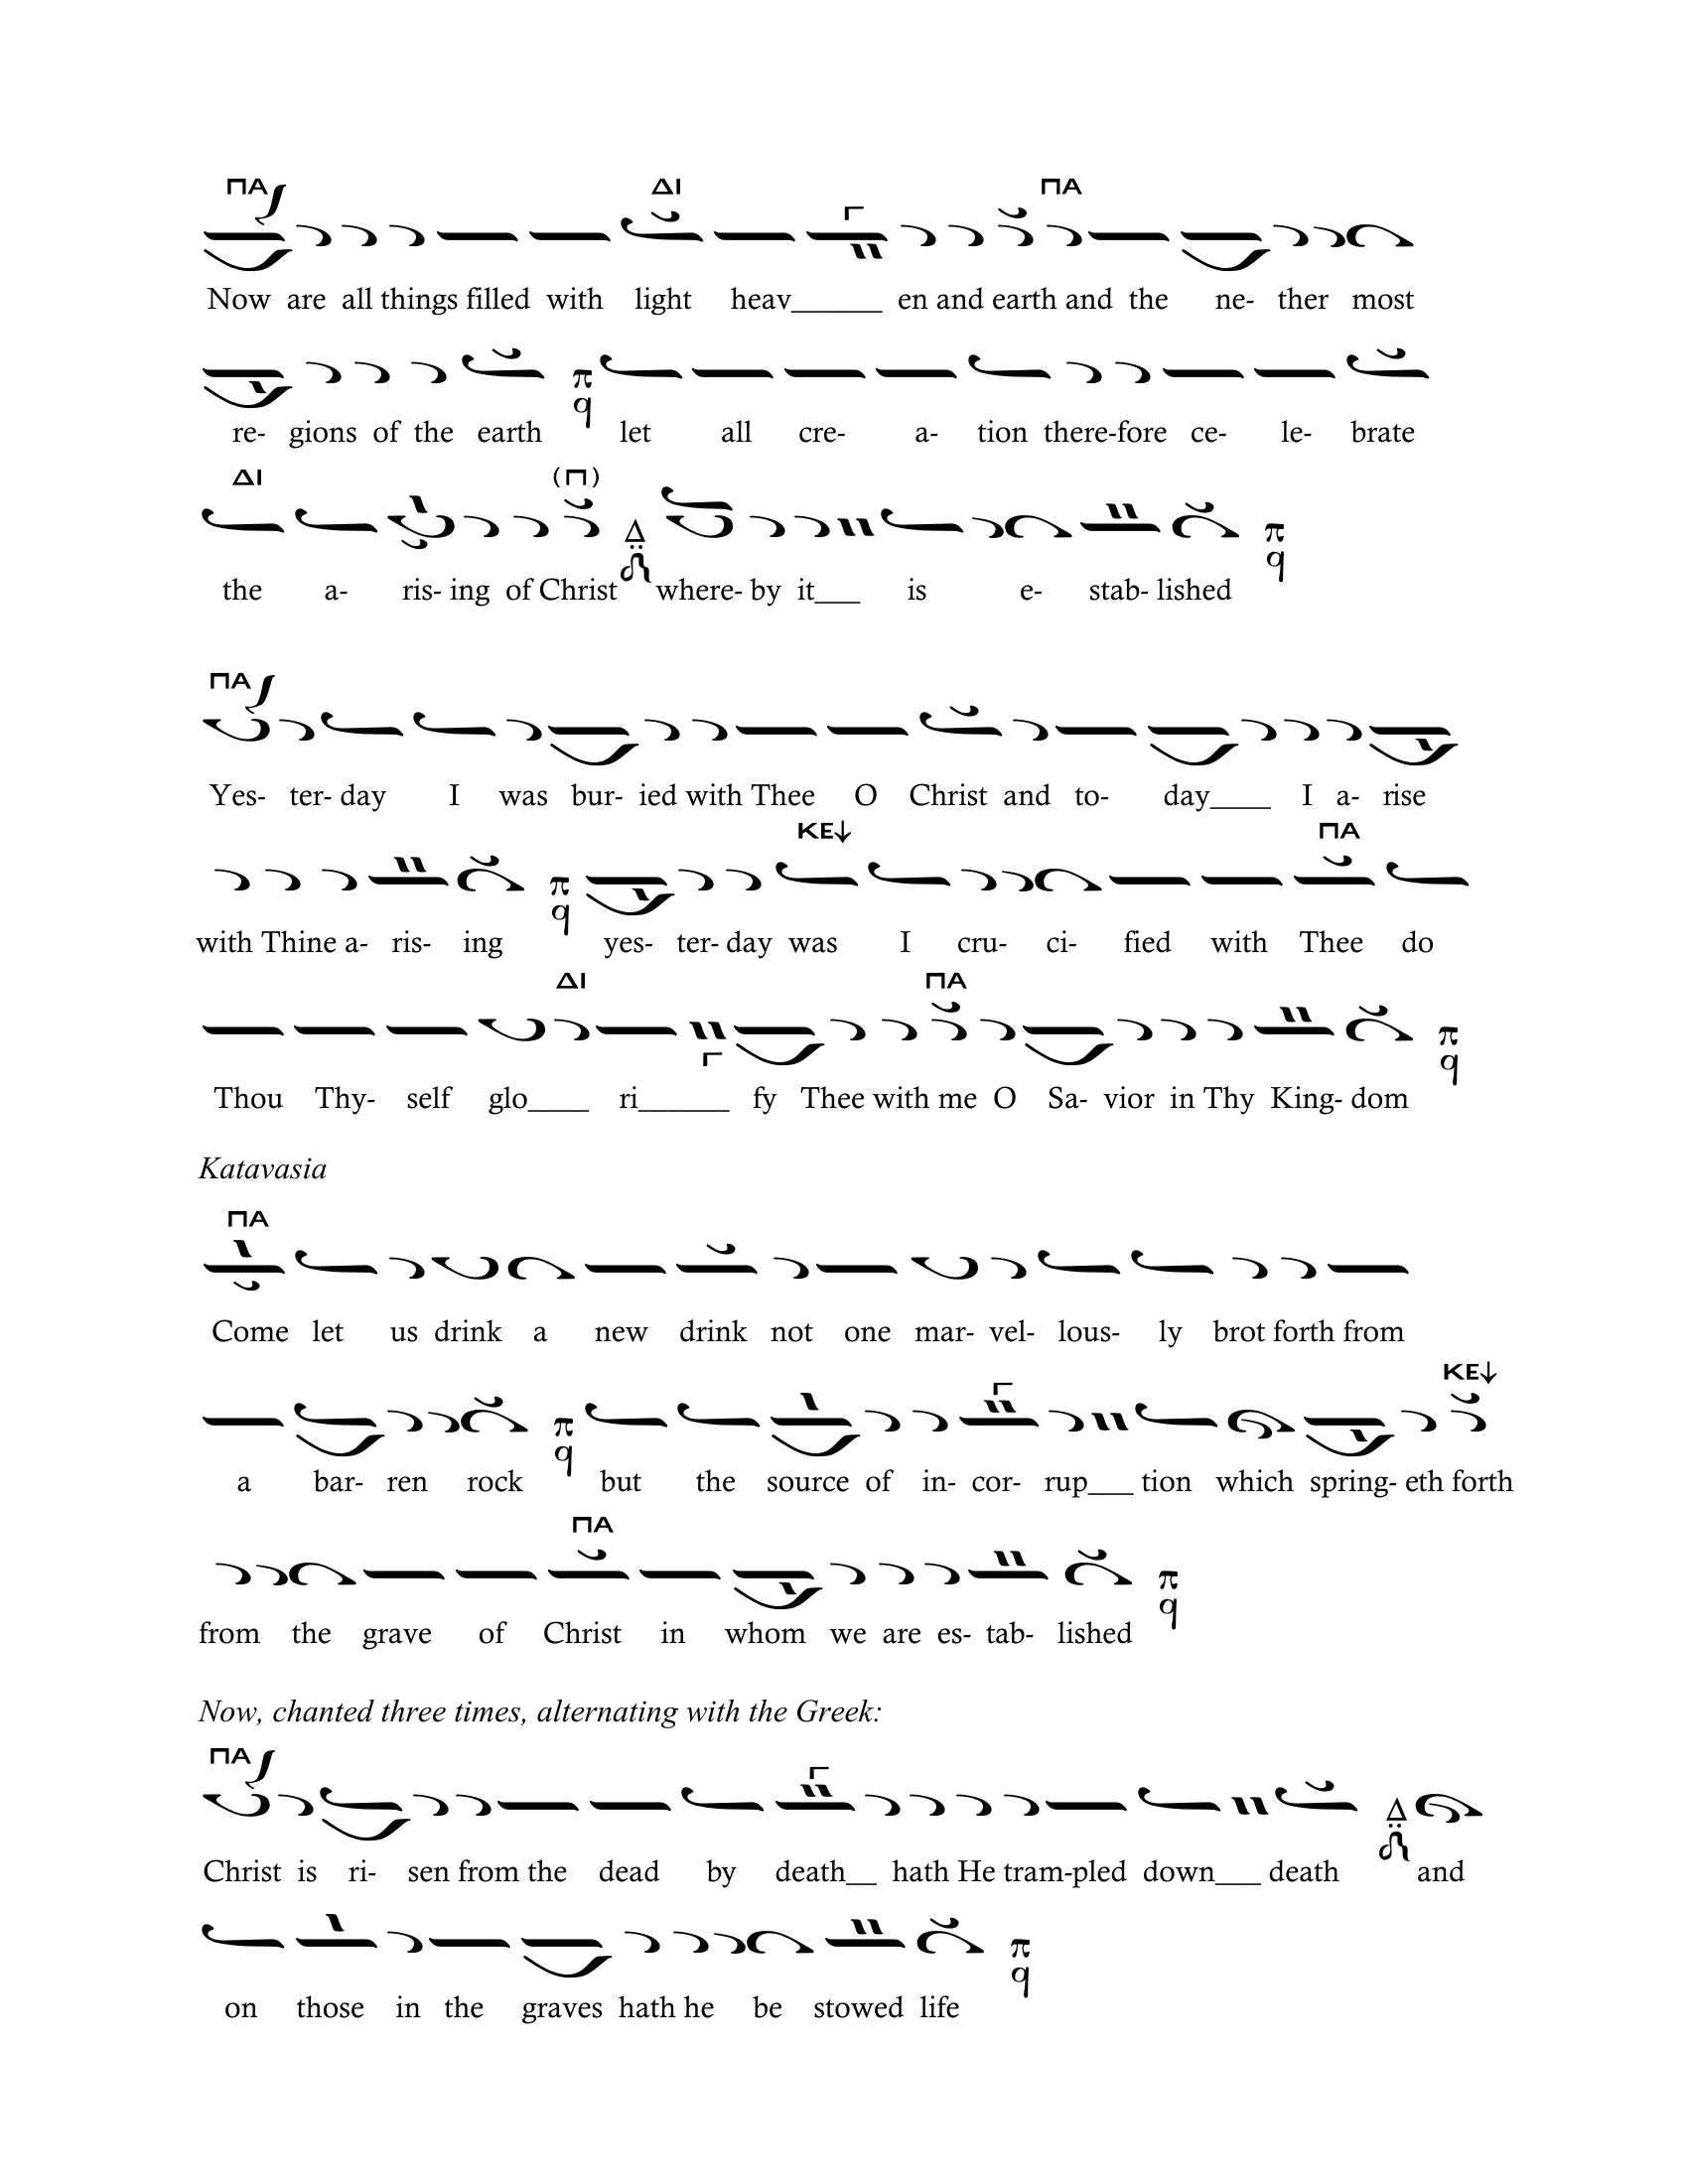 ΠΑ ΔΙ ΠΑ
Now are all things filled with light heav______ en and earth and the ne- ther most
re- gions of the earth π q let all cre- a- tion there-fore ce- le- brate
ΔΙ (Π)
the a- ris- ing of Christ Δ where- by it___ is e- stab- lished π q
ΠΑ
Yes- ter- day I was bur- ied with Thee O Christ and to- day____ I a- rise
ΚΕ↓ ΠΑ
with Thine a- ris- ing π q yes- ter- day was I cru- ci- fied with Thee do
ΔΙ ΠΑ
Thou Thy- self glo____ ri______ fy Thee with me O Sa- vior in Thy King- dom π q
Katavasia
ΠΑ
Come let us drink a new drink not one mar- vel- lous- ly brot forth from
ΚΕ↓
a bar- ren rock π q but the source of in- cor- rup___ tion which spring- eth forth
ΠΑ
from the grave of Christ in whom we are es- tab- lished π q
Now, chanted three times, alternating with the Greek:
ΠΑ
Christ is ri- sen from the dead by death__ hath He tram-pled down___ death Δ and
on those in the graves hath he be stowed life π q